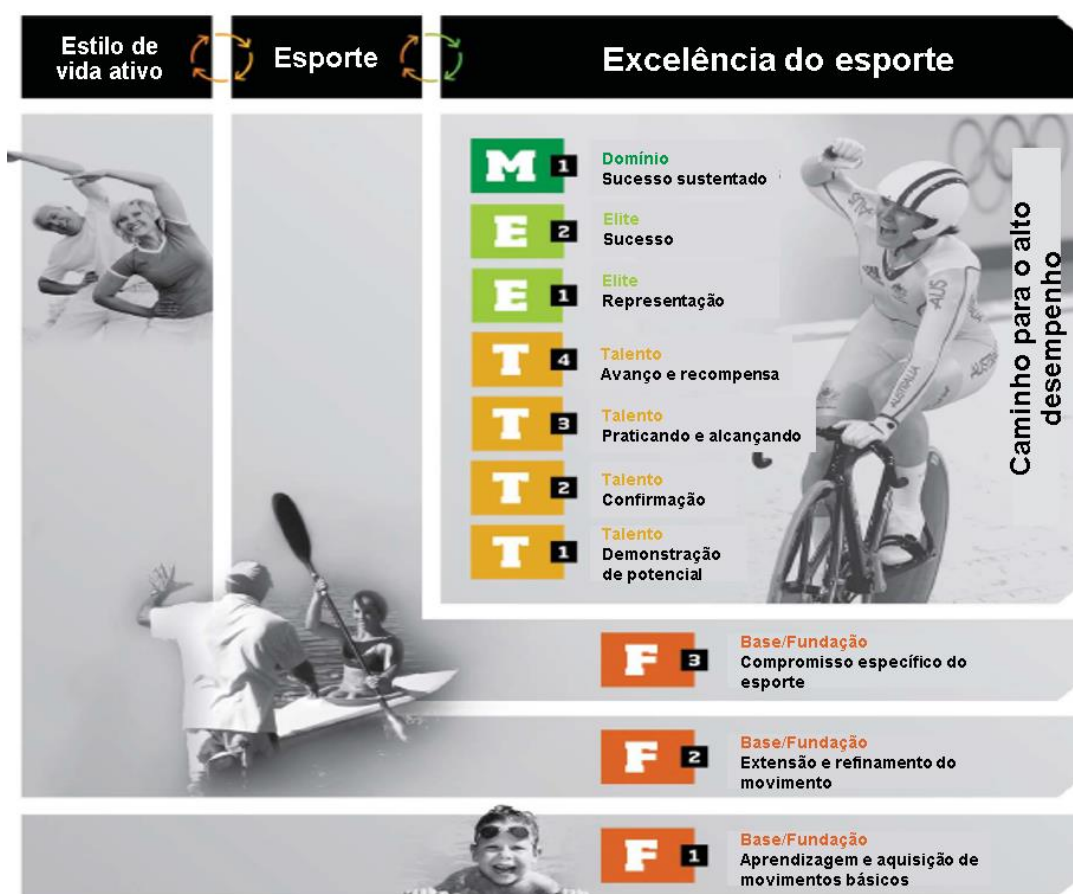 Estilo de
vida ativo
Esporte
Excelência do esporte
M 1
Domínio
Sucesso sustentado
E 2
Elite
Sucesso
E 1
Elite
Representação
T 4
Talento
Avanço e recompensa
T 3
Talento
Praticando e alcançando
T 2
Talento
Confirmação
T 1
Talento
Demonstração
de potencial
Caminho para o alto
desempenho
AUS
AUSTRALIA
F 3
Base/Fundação
Compromisso específico do
esporte
F 2
Base/Fundação
Extensão e refinamento do
movimento
F 1
Base/Fundação
Aprendizagem e aquisição de
movimentos básicos